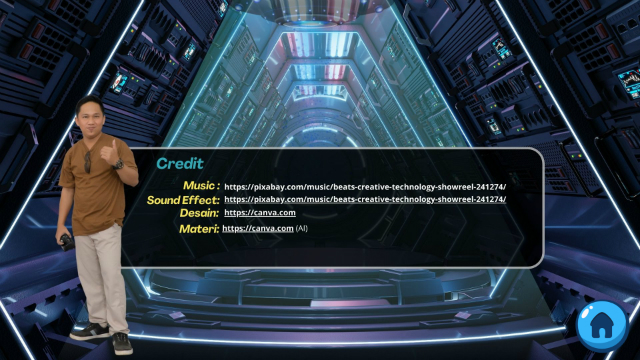 Credit
Music : https://pixabay.com/music/beats-creative-technology-showreel-241274/
Sound Effect: https://pixabay.com/music/beats-creative-technology-showreel-241274/
Desain: https://canva.com
Materi: https://canva.com (AI)